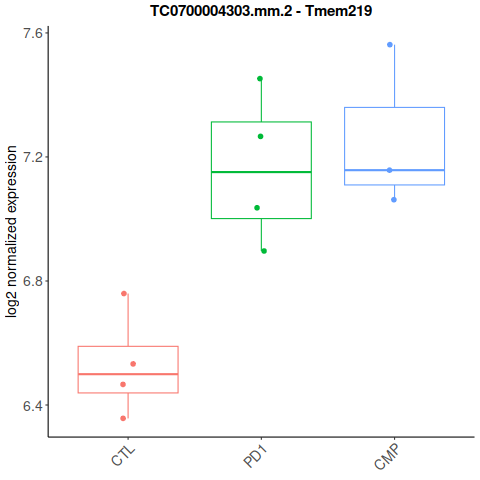 TC0700004303.mm.2 - Tmem219
log2 normalized expression
7.6
7.2
6.8
6.4
CTL
PD1
CMP